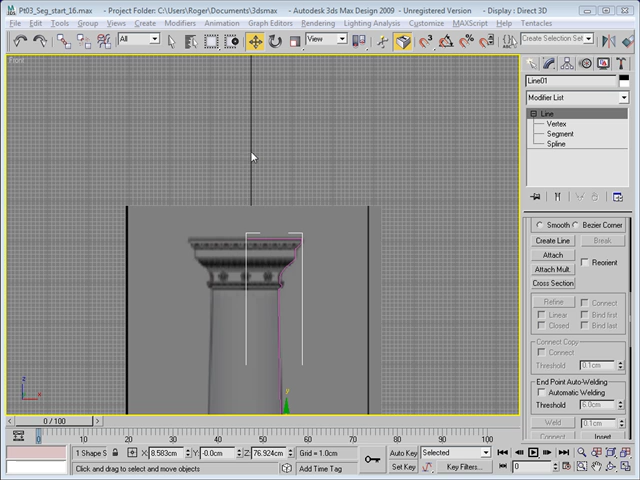 Pt03_Seg_start_16.max - Project Folder: C:\Users\Roger\Documents\3dsmax - Autodesk 3ds Max Design 2009 - Unregistered Version - Display : Direct 3D
File Edit Tools Group Views Create Modifiers Animation Graph Editors Rendering Lighting Analysis Customize MAXScript Help Tentacles
All View Create Selection Set
Front
Line01
Modifier List
Line
Vertex
Segment
Spline
Smooth Bezier Corner
Create Line Break
Attach Reorient
Attach Mult.
Cross Section
Refine Connect
Linear Bind first
Closed Bind last
Connect Copy
Connect
Threshold 0.1cm
End Point Auto-Welding
Automatic Welding
Threshold 6.0cm
Weld 0.1cm
Connect Insert
z
x
y
0 / 100
0 10 20 30 40 50 60 70 80 90 100
1 Shape S X: 8.583cm Y: -0.0cm Z: 76.924cm Grid = 1.0cm Auto Key Selected
Click and drag to select and move objects Add Time Tag Set Key Key Filters... 0